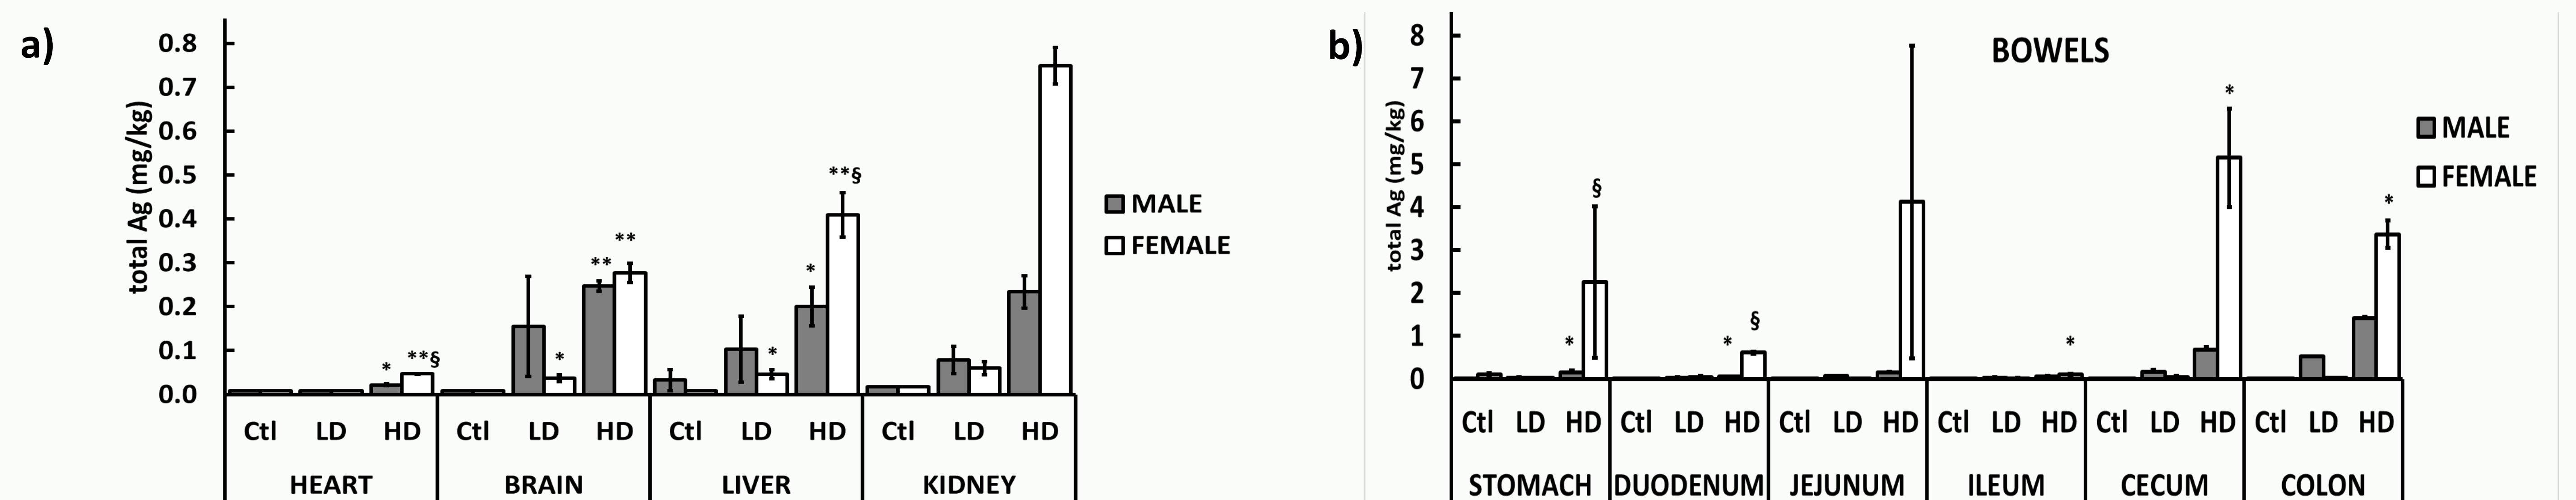 a)
total Ag (mg/kg)
0.8
0.7
0.6
0.5
0.4
0.3
0.2
0.1
0.0
* **§ * ** ** * * **§
Ctl LD HD Ctl LD HD Ctl LD HD Ctl LD HD
HEART BRAIN LIVER KIDNEY
MALE
FEMALE
b)
BOWELS
total Ag (mg/kg)
8
7
6
5
4
3
2
1
0
* § * § * * *
Ctl LD HD Ctl LD HD Ctl LD HD Ctl LD HD Ctl LD HD Ctl LD HD
STOMACH DUODENUM JEJUNUM ILEUM CECUM COLON
MALE
FEMALE